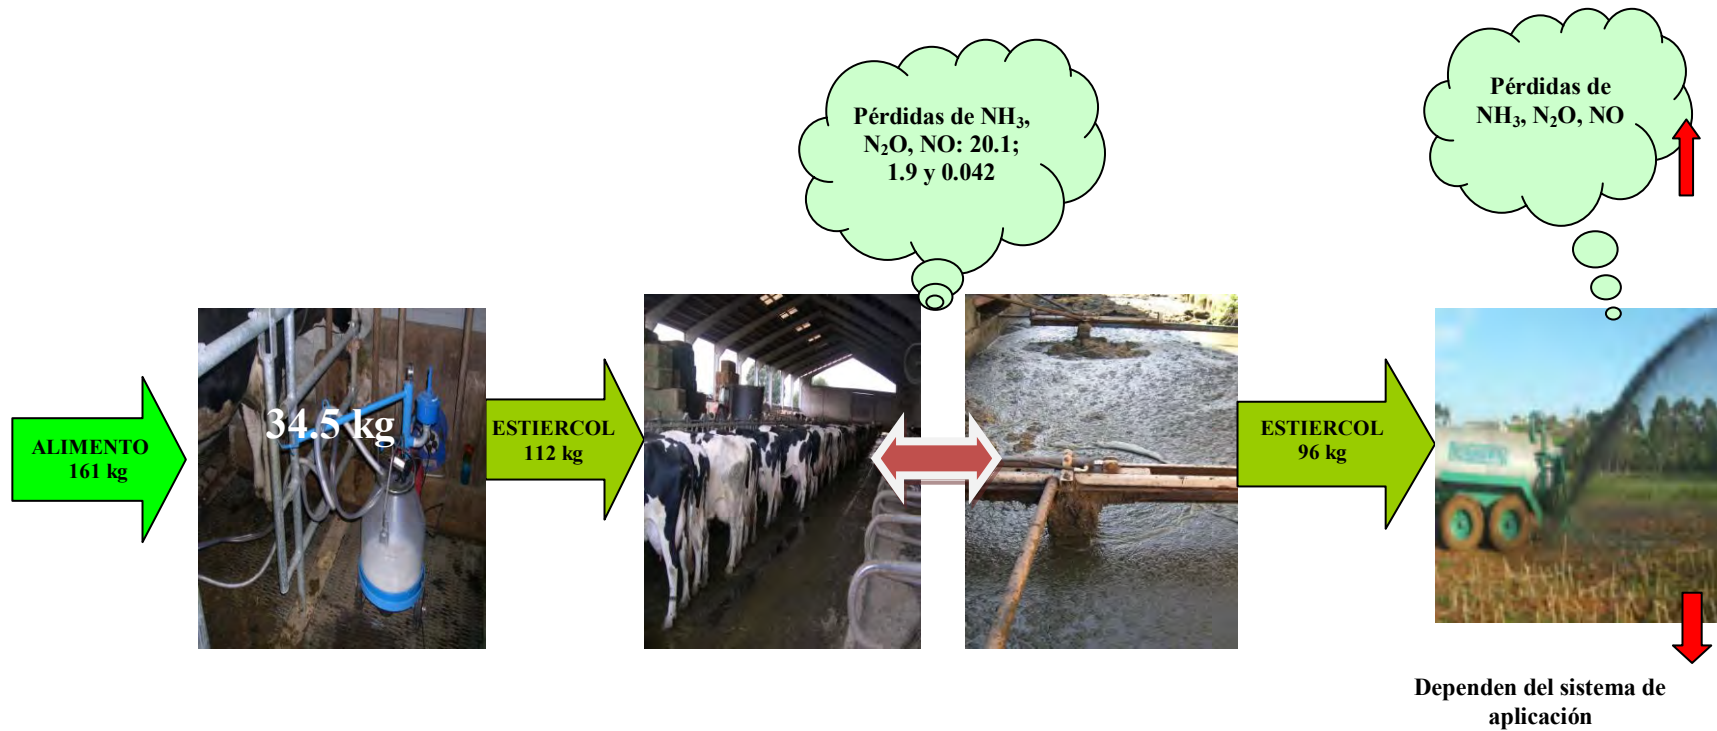 Pérdidas de NH₃,
N₂O, NO: 20.1;
1.9 y 0.042
Pérdidas de
NH₃, N₂O, NO
ALIMENTO
161 kg
34.5 kg
ESTIERCOL
112 kg
ESTIERCOL
96 kg
Dependen del sistema de
aplicación